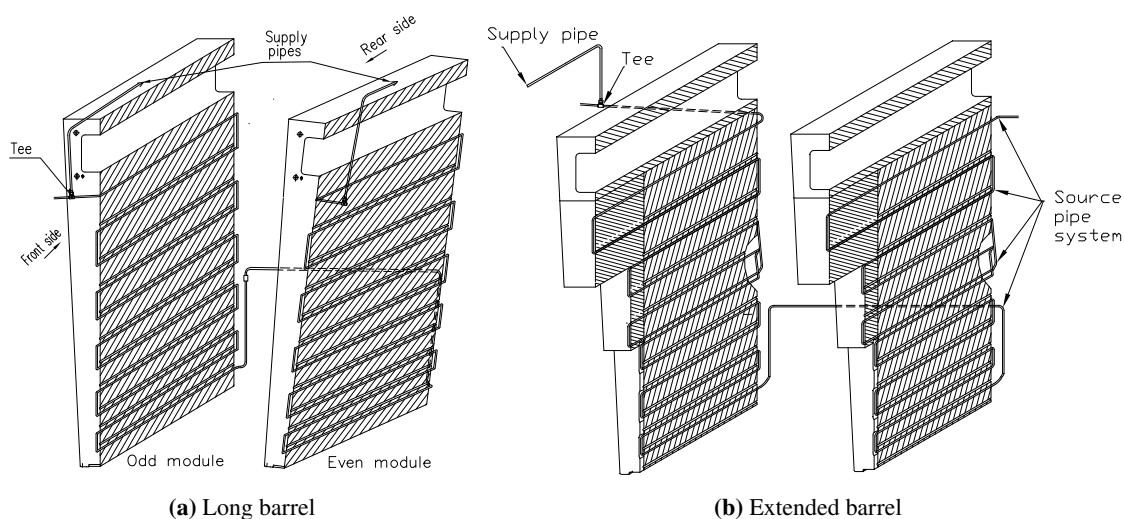 Supply
pipes
Rear side
Tee
Front side
Odd module
Even module
Supply pipe
Tee
Source
pipe
system
(a) Long barrel
(b) Extended barrel